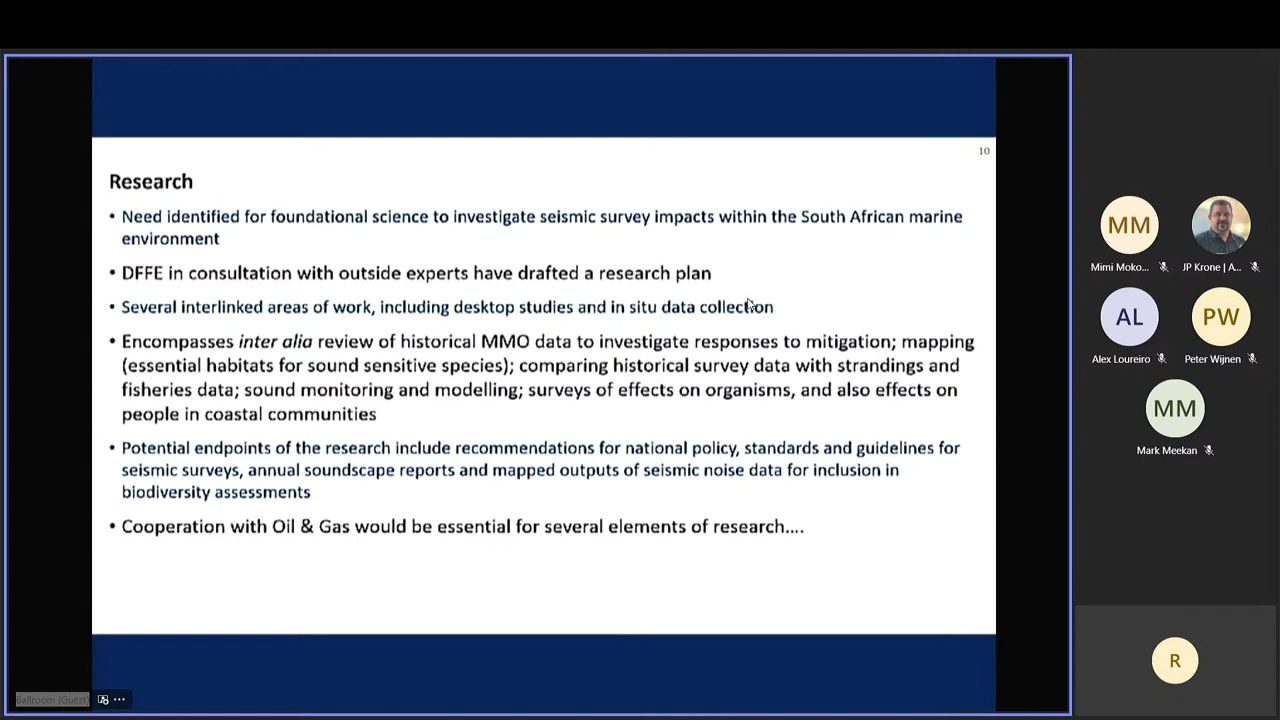 10
Research
• Need identified for foundational science to investigate seismic survey impacts within the South African marine
environment
• DFFE in consultation with outside experts have drafted a research plan
• Several interlinked areas of work, including desktop studies and in situ data collection
• Encompasses inter alia review of historical MMO data to investigate responses to mitigation; mapping
(essential habitats for sound sensitive species); comparing historical survey data with strandings and
fisheries data; sound monitoring and modelling; surveys of effects on organisms, and also effects on
people in coastal communities
• Potential endpoints of the research include recommendations for national policy, standards and guidelines for
seismic surveys, annual soundscape reports and mapped outputs of seismic noise data for inclusion in
biodiversity assessments
• Cooperation with Oil & Gas would be essential for several elements of research....
Ballroom (Guest)
MM
Mimi Moko...
JP Krone | A...
AL
PW
Alex Loureiro
Peter Wijnen
MM
Mark Meekan
R